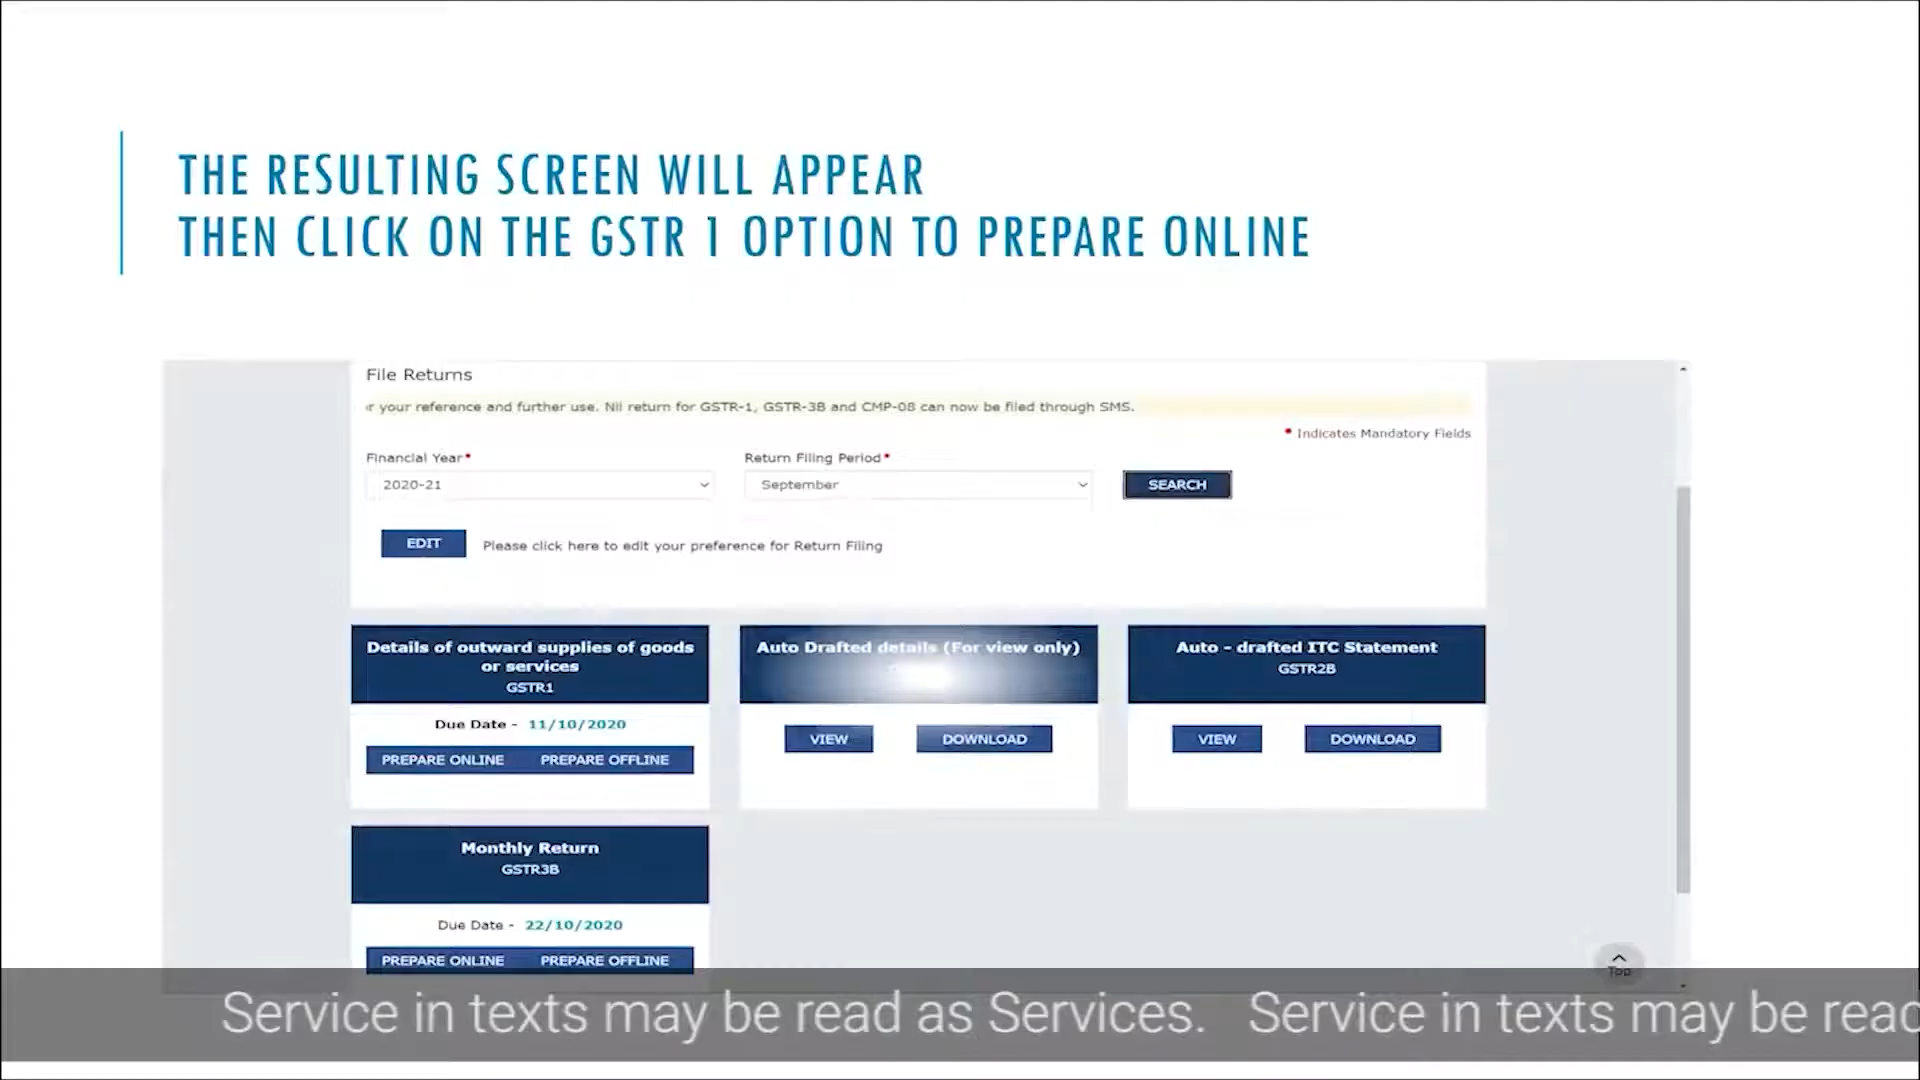 THE RESULTING SCREEN WILL APPEAR
THEN CLICK ON THE GSTR 1 OPTION TO PREPARE ONLINE
File Returns
r your reference and further use. Nil return for GSTR-1, GSTR-3B and CMP-08 can now be filed through SMS.
• Indicates Mandatory Fields
Financial Year•
Return Filing Period•
2020-21
September
SEARCH
EDIT
Please click here to edit your preference for Return Filing
Details of outward supplies of goods
or services
GSTR1
Due Date - 11/10/2020
PREPARE ONLINE
PREPARE OFFLINE
Auto Drafted details (For view only)
VIEW
DOWNLOAD
Auto - drafted ITC Statement
GSTR2B
VIEW
DOWNLOAD
Monthly Return
GSTR3B
Due Date - 22/10/2020
PREPARE ONLINE
PREPARE OFFLINE
Top
Service in texts may be read as Services. Service in texts may be read